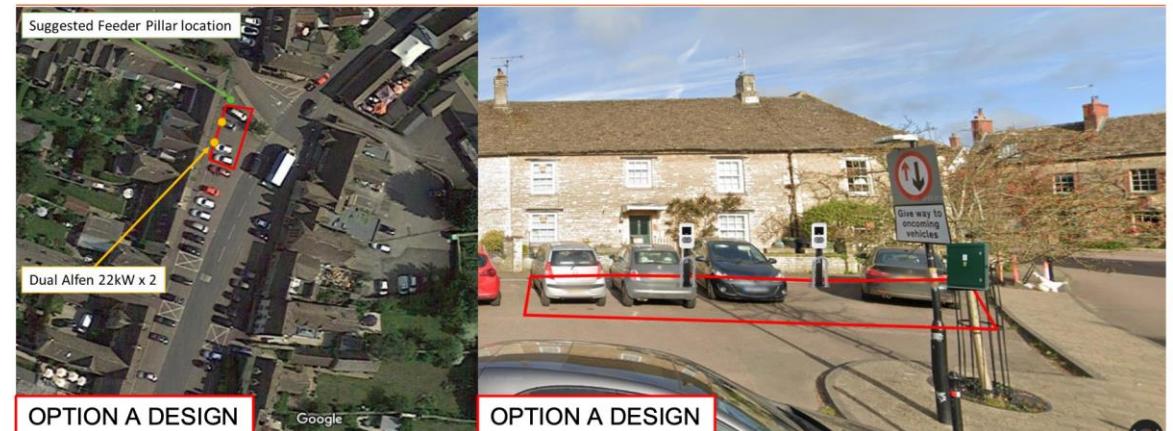 Suggested Feeder Pillar location
Dual Alfen 22kW x 2
OPTION A DESIGN
Google
Give way to
oncoming
vehicles
OPTION A DESIGN